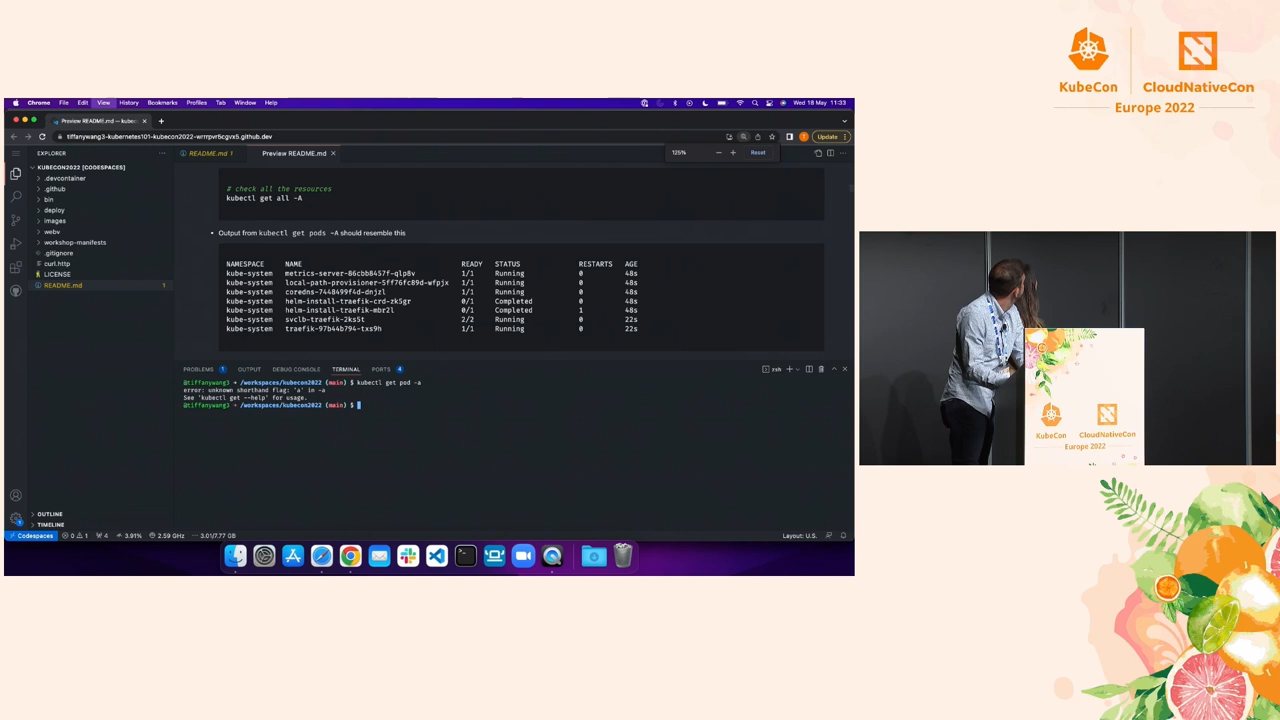 KubeCon
CloudNativeCon
Europe 2022
Chrome File Edit View History Bookmarks Profiles Tab Window Help
Wed 18 May 11:33
Preview README.md — kubec
tiffanywang3-kubernetes101-kubecon2022-wrrrpvr5cgvx5.github.dev
Update
EXPLORER
README.md 1
Preview README.md
125%
Reset
KUBECON2022 [CODESPACES]
.devcontainer
.github
bin
deploy
images
webv
workshop-manifests
.gitignore
curl.http
LICENSE
README.md 1
OUTLINE
TIMELINE
# check all the resources
kubectl get all -A
• Output from kubectl get pods -A should resemble this
NAMESPACE NAME READY STATUS RESTARTS AGE
kube-system metrics-server-86cbb8457f-qlp8v 1/1 Running 0 48s
kube-system local-path-provisioner-5ff76fc89d-wfpjx 1/1 Running 0 48s
kube-system coredns-7448499f4d-dnjzl 1/1 Running 0 48s
kube-system helm-install-traefik-crd-zk5gr 0/1 Completed 0 48s
kube-system helm-install-traefik-mbr2l 0/1 Completed 1 48s
kube-system svclb-traefik-2ks5t 2/2 Running 0 22s
kube-system traefik-97b44b794-txs9h 1/1 Running 0 22s
PROBLEMS 1 OUTPUT DEBUG CONSOLE TERMINAL PORTS 4
zsh
@tiffanywang3 → /workspaces/kubecon2022 (main) $ kubectl get pod -a
error: unknown shorthand flag: 'a' in -a
See 'kubectl get --help' for usage.
@tiffanywang3 → /workspaces/kubecon2022 (main) $
Codespaces 0 1 4 3.91% 2.59 GHz 3.01/7.77 GB
Layout: U.S.
KubeCon
CloudNativeCon
Europe 2022